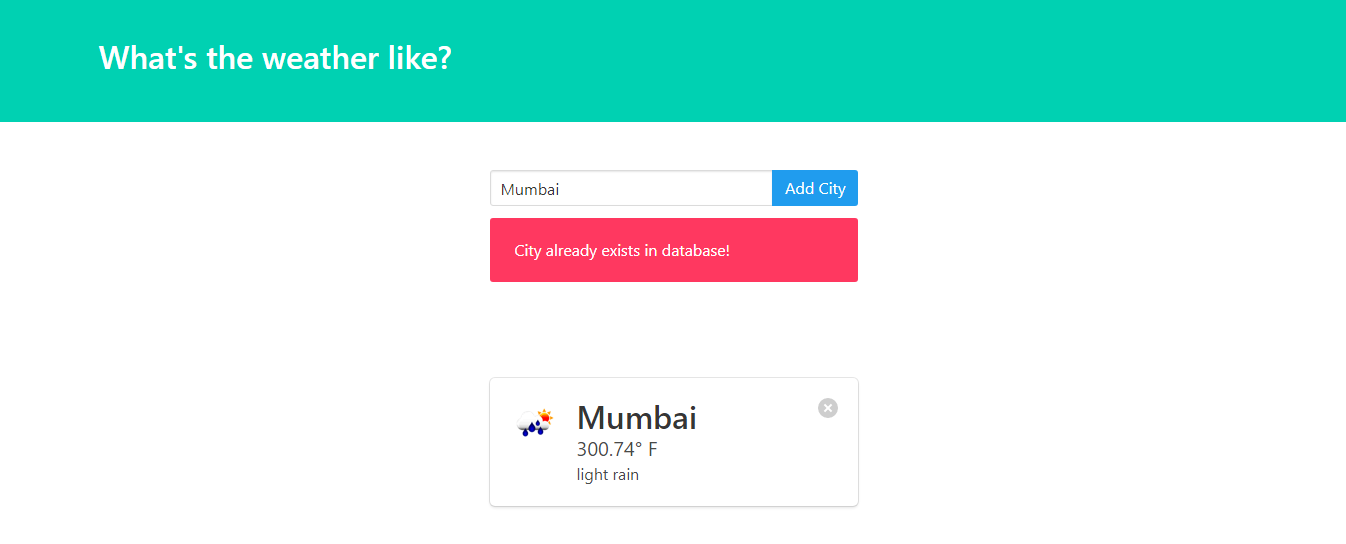 What's the weather like?
Mumbai
Add City
City already exists in database!
Mumbai
300.74° F
light rain